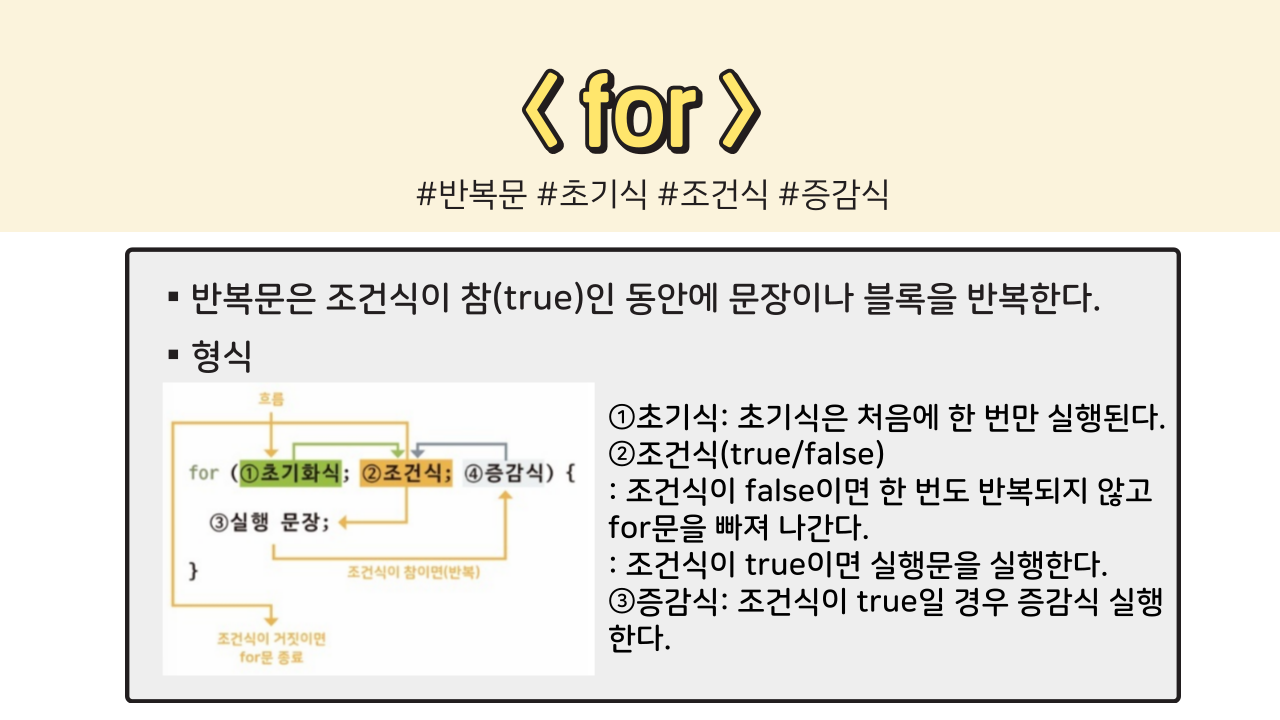 〈 for 〉
#반복문 #초기식 #조건식 #증감식
▪ 반복문은 조건식이 참(true)인 동안에 문장이나 블록을 반복한다.
▪ 형식
흐름
for (①초기화식; ②조건식; ④증감식) {
③실행 문장;
조건식이 참이면(반복)
}
조건식이 거짓이면
for문 종료
①초기식: 초기식은 처음에 한 번만 실행된다.
②조건식(true/false)
: 조건식이 false이면 한 번도 반복되지 않고
for문을 빠져 나간다.
: 조건식이 true이면 실행문을 실행한다.
③증감식: 조건식이 true일 경우 증감식 실행
한다.